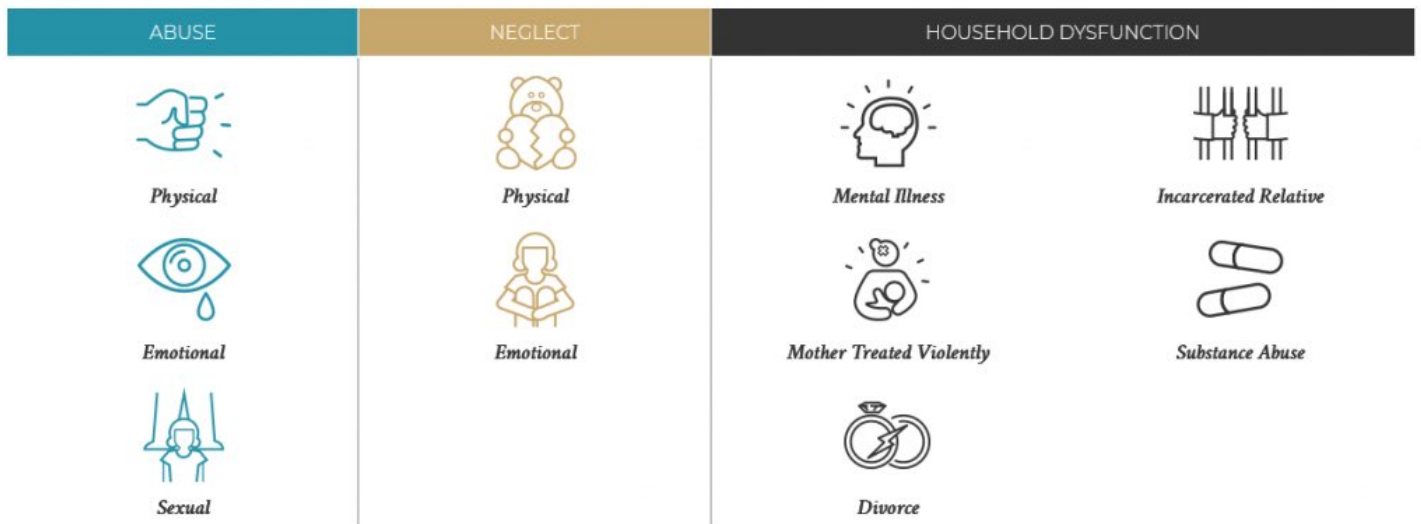 ABUSE
NEGLECT
HOUSEHOLD DYSFUNCTION
Physical
Physical
Mental Illness
Incarcerated Relative
Emotional
Emotional
Mother Treated Violently
Substance Abuse
Sexual
Divorce